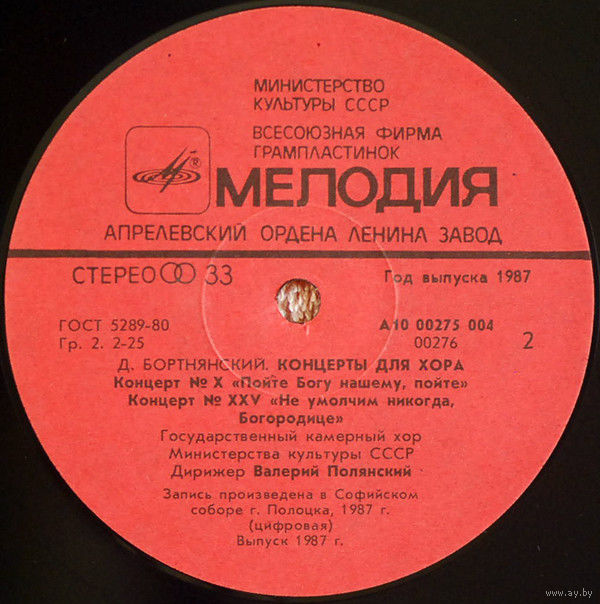 МИНИСТЕРСТВО
КУЛЬТУРЫ СССР
ВСЕСОЮЗНАЯ ФИРМА
ГРАМПЛАСТИНОК
®
МЕЛОДИЯ
АПРЕЛЕВСКИЙ ОРДЕНА ЛЕНИНА ЗАВОД
СТЕРЕО 33
Год выпуска 1987
ГОСТ 5289-80
Гр. 2. 2-25
А10 00275 004
00276
2
Д. БОРТНЯНСКИЙ. КОНЦЕРТЫ ДЛЯ ХОРА
Концерт № X «Пойте Богу нашему, пойте»
Концерт № XXV «Не умолчим никогда,
Богородице»
Государственный камерный хор
Министерства культуры СССР
Дирижер Валерий Полянский
Запись произведена в Софийском
соборе г. Полоцка, 1987 г.
(цифровая)
Выпуск 1987 г.
www.ay.by